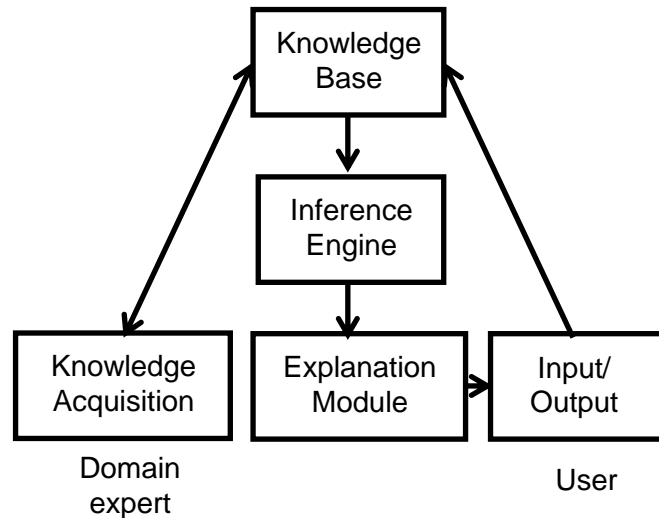 Knowledge
Base
Inference
Engine
Knowledge
Acquisition
Explanation
Module
Input/
Output
Domain
expert
User